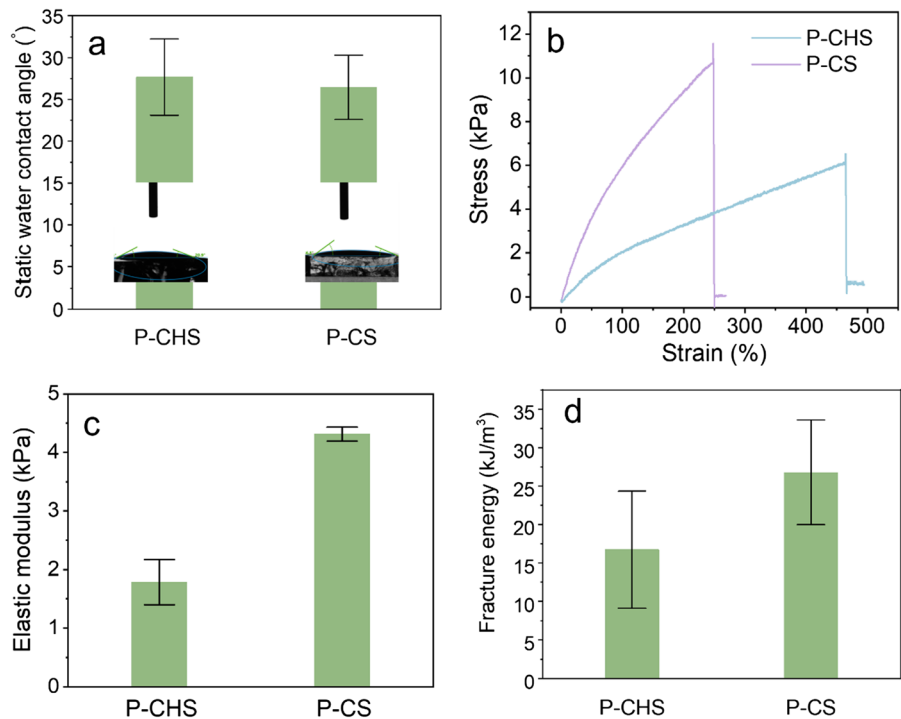 a
Static water contact angle (°)
35
30
25
20
15
10
5
0
P-CHS
P-CS
b
P-CHS
P-CS
Stress (kPa)
12
10
8
6
4
2
0
0 100 200 300 400 500
Strain (%)
c
Elastic modulus (kPa)
5
4
3
2
1
0
P-CHS
P-CS
d
Fracture energy (kJ/m³)
35
30
25
20
15
10
5
0
P-CHS
P-CS